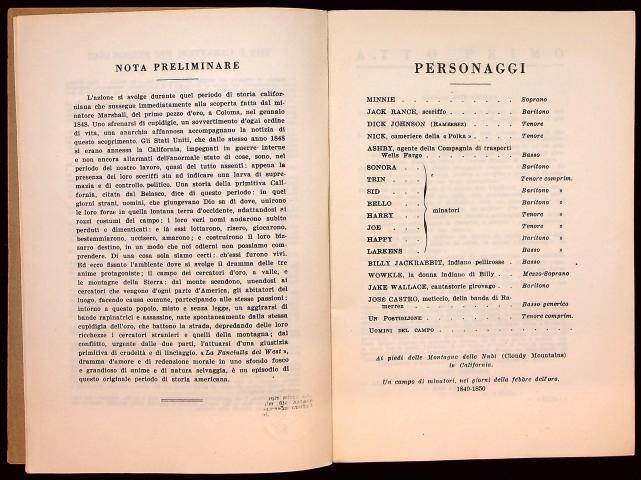 NOTA PRELIMINARE
L'azione si svolge durante quel periodo di storia califor-
niana che sussegue immediatamente alla scoperta fatta dal mi-
natore Marshall, del primo pezzo d'oro, a Coloma, nel gennaio
1848. Uno sfrenarsi di cupidigie, un sovvertimento d'ogni ordine
di vita, una anarchia affannosa accompagnano la notizia di
questo scoprimento. Gli Stati Uniti, che dallo stesso anno 1848
si erano annessa la California, impegnati in guerre interne
e non ancora allarmati dell'anormale stato di cose, sono, nel
periodo del nostro lavoro, quasi del tutto assenti: appena la
presenza dei loro sceriffi sta ad indicare una larva di supre-
mazia e di controllo politico. Una storia della primitiva Cali-
fornia, citata dal Belasco, dice di questo periodo: in quei
giorni strani, uomini, che giungevano Dio sa di dove, unirono
le loro forze in quella lontana terra d'occidente, adattandosi ai
rozzi costumi del campo: i loro veri nomi andarono subito
perduti e dimenticati: e là essi lottarono, risero, giocarono,
bestemmiarono, uccisero, amarono; e costruirono il loro biz-
zarro destino, in un modo che noi odierni non possiamo com-
prendere. Di una cosa sola siamo certi: ch'essi furono vivi.
Ed ecco fissato l'ambiente dove si svolge il dramma delle tre
anime protagoniste; il campo dei cercatori d'oro, a valle, e
le montagne della Sierra: dal monte scendono, unendosi ai
cercatori che vengono d'ogni parte d'America, gli abitatori del
luogo, facendo causa comune, partecipando alle stesse passioni:
intorno a questo popolo, misto e senza legge, un aggirarsi di
bande rapinatrici e assassine, nate spontaneamente dalla stessa
cupidigia dell'oro, che battono la strada, depredando delle loro
ricchezze i cercatori stranieri e quelli della montagna; dal
conflitto, urgente dalle due parti, l'attuarsi d'una giustizia
primitiva di crudeltà e di linciaggio. « La Fanciulla del West »,
dramma d'amore e di redenzione morale in uno sfondo fosco
e grandioso di anime e di natura selvaggia, è un episodio di
questo originale periodo di storia americana.
PERSONAGGI
MINNIE . . . . . . . . . . Soprano
JACK RANCE, sceriffo . . . . . . . Baritono
DICK JOHNSON (RAMERREZ) . . . . . Tenore
NICK, cameriere della « Polka » . . . . . Tenore
ASHBY, agente della Compagnia di trasporti
Wells Fargo . . . . . . . . Basso
SONORA . . Baritono
TRIN . . . Tenore comprim.
SID . . . Baritono »
BELLO . . . Baritono »
HARRY . . . minatori Tenore »
JOE . . . Tenore »
HAPPY . . . Baritono »
LARKENS . . Basso »
BILLY JACKRABBIT, indiano pellirosse . Basso »
WOWKLE, la donna indiana di Billy . . . Mezzo-Soprano
JAKE WALLACE, cantastorie girovago . . Baritono
JOSÉ CASTRO, meticcio, della banda di Ra-
merrez . . . . . . . . . Basso generico
UN POSTIGLIONE . . . . . . . . Tenore comprim.
UOMINI DEL CAMPO . . . . . . . .
Ai piedi delle Montagne delle Nubi (Cloudy Mountains)
in California.
Un campo di minatori, nei giorni della febbre dell'oro.
1849-1850